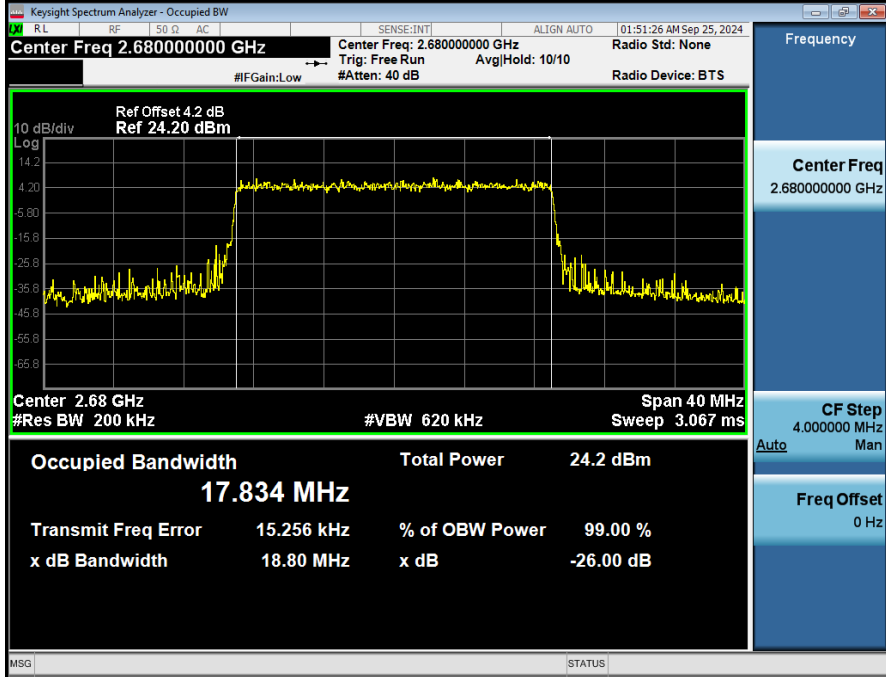 Keysight Spectrum Analyzer - Occupied BW
LXI RL RF 50 Ω AC SENSE:INT ALIGN AUTO 01:51:26 AM Sep 25, 2024
Center Freq 2.680000000 GHz
Center Freq: 2.680000000 GHz Radio Std: None
Trig: Free Run Avg|Hold: 10/10
#IFGain:Low #Atten: 40 dB Radio Device: BTS
Ref Offset 4.2 dB
10 dB/div Ref 24.20 dBm
Log
14.2
4.20
-5.80
-15.8
-25.8
-35.8
-45.8
-55.8
-65.8
Center 2.68 GHz Span 40 MHz
#Res BW 200 kHz #VBW 620 kHz Sweep 3.067 ms
Occupied Bandwidth Total Power 24.2 dBm
17.834 MHz
Transmit Freq Error 15.256 kHz % of OBW Power 99.00 %
x dB Bandwidth 18.80 MHz x dB -26.00 dB
MSG STATUS
Frequency
Center Freq
2.680000000 GHz
CF Step
4.000000 MHz
Auto Man
Freq Offset
0 Hz